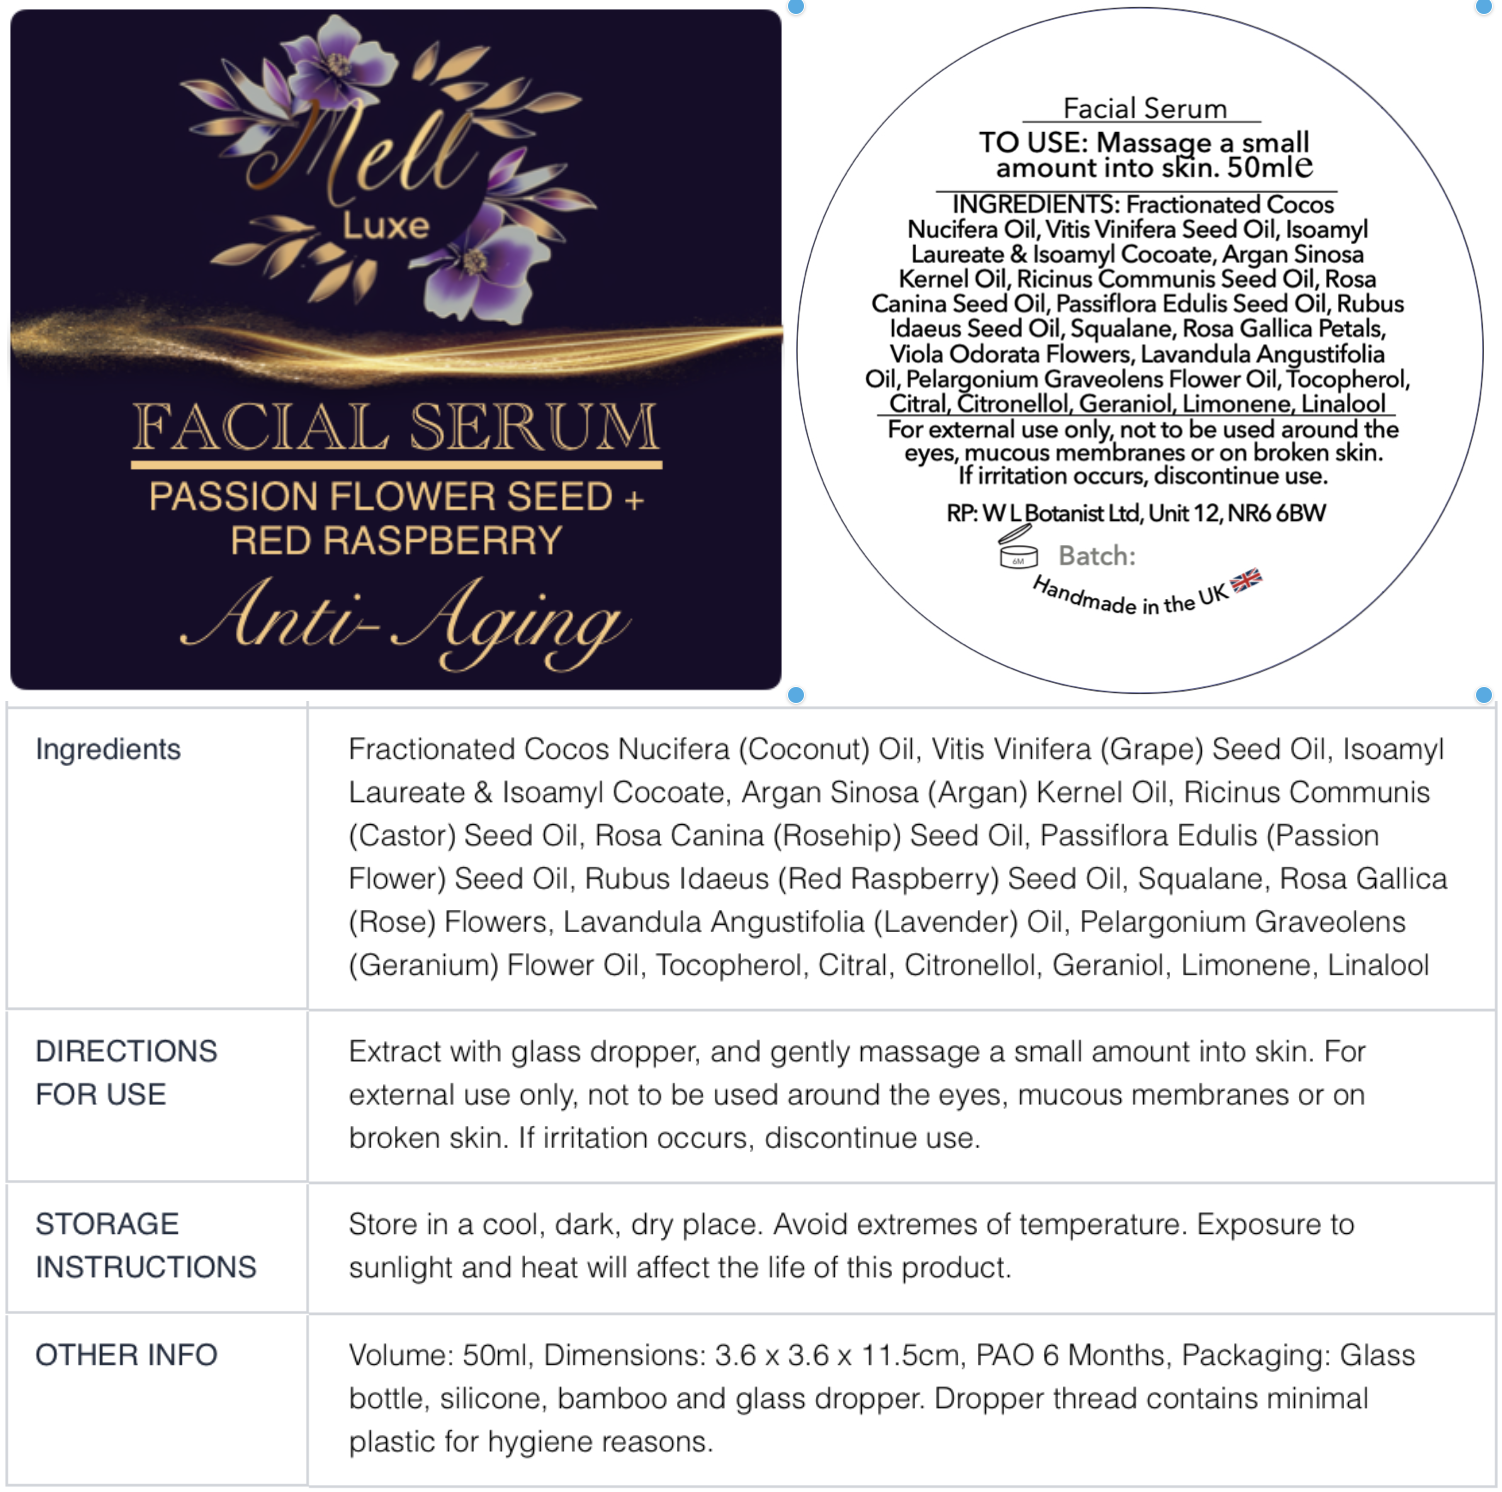 Mell
Luxe
FACIAL SERUM
PASSION FLOWER SEED +
RED RASPBERRY
Anti- Aging
Facial Serum
TO USE: Massage a small
amount into skin. 50mle
INGREDIENTS: Fractionated Cocos
Nucifera Oil, Vitis Vinifera Seed Oil, Isoamyl
Laureate & Isoamyl Cocoate, Argan Sinosa
Kernel Oil, Ricinus Communis Seed Oil, Rosa
Canina Seed Oil, Passiflora Edulis Seed Oil, Rubus
Idaeus Seed Oil, Squalane, Rosa Gallica Petals,
Viola Odorata Flowers, Lavandula Angustifolia
Oil, Pelargonium Graveolens Flower Oil, Tocopherol,
Citral, Citronellol, Geraniol, Limonene, Linalool
For external use only, not to be used around the
eyes, mucous membranes or on broken skin.
If irritation occurs, discontinue use.
RP: W L Botanist Ltd, Unit 12, NR6 6BW
6M
Batch:
Handmade in the UK
Ingredients
Fractionated Cocos Nucifera (Coconut) Oil, Vitis Vinifera (Grape) Seed Oil, Isoamyl
Laureate & Isoamyl Cocoate, Argan Sinosa (Argan) Kernel Oil, Ricinus Communis
(Castor) Seed Oil, Rosa Canina (Rosehip) Seed Oil, Passiflora Edulis (Passion
Flower) Seed Oil, Rubus Idaeus (Red Raspberry) Seed Oil, Squalane, Rosa Gallica
(Rose) Flowers, Lavandula Angustifolia (Lavender) Oil, Pelargonium Graveolens
(Geranium) Flower Oil, Tocopherol, Citral, Citronellol, Geraniol, Limonene, Linalool
DIRECTIONS
FOR USE
Extract with glass dropper, and gently massage a small amount into skin. For
external use only, not to be used around the eyes, mucous membranes or on
broken skin. If irritation occurs, discontinue use.
STORAGE
INSTRUCTIONS
Store in a cool, dark, dry place. Avoid extremes of temperature. Exposure to
sunlight and heat will affect the life of this product.
OTHER INFO
Volume: 50ml, Dimensions: 3.6 x 3.6 x 11.5cm, PAO 6 Months, Packaging: Glass
bottle, silicone, bamboo and glass dropper. Dropper thread contains minimal
plastic for hygiene reasons.